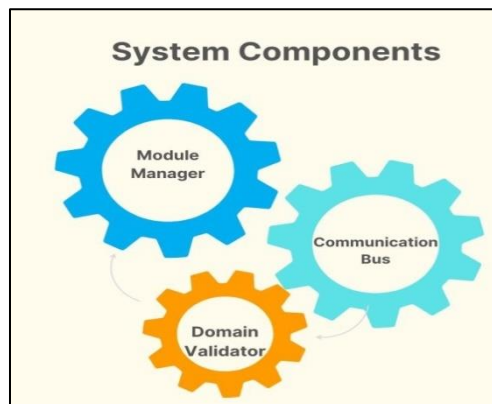 System Components
Module
Manager
Communication
Bus
Domain
Validator